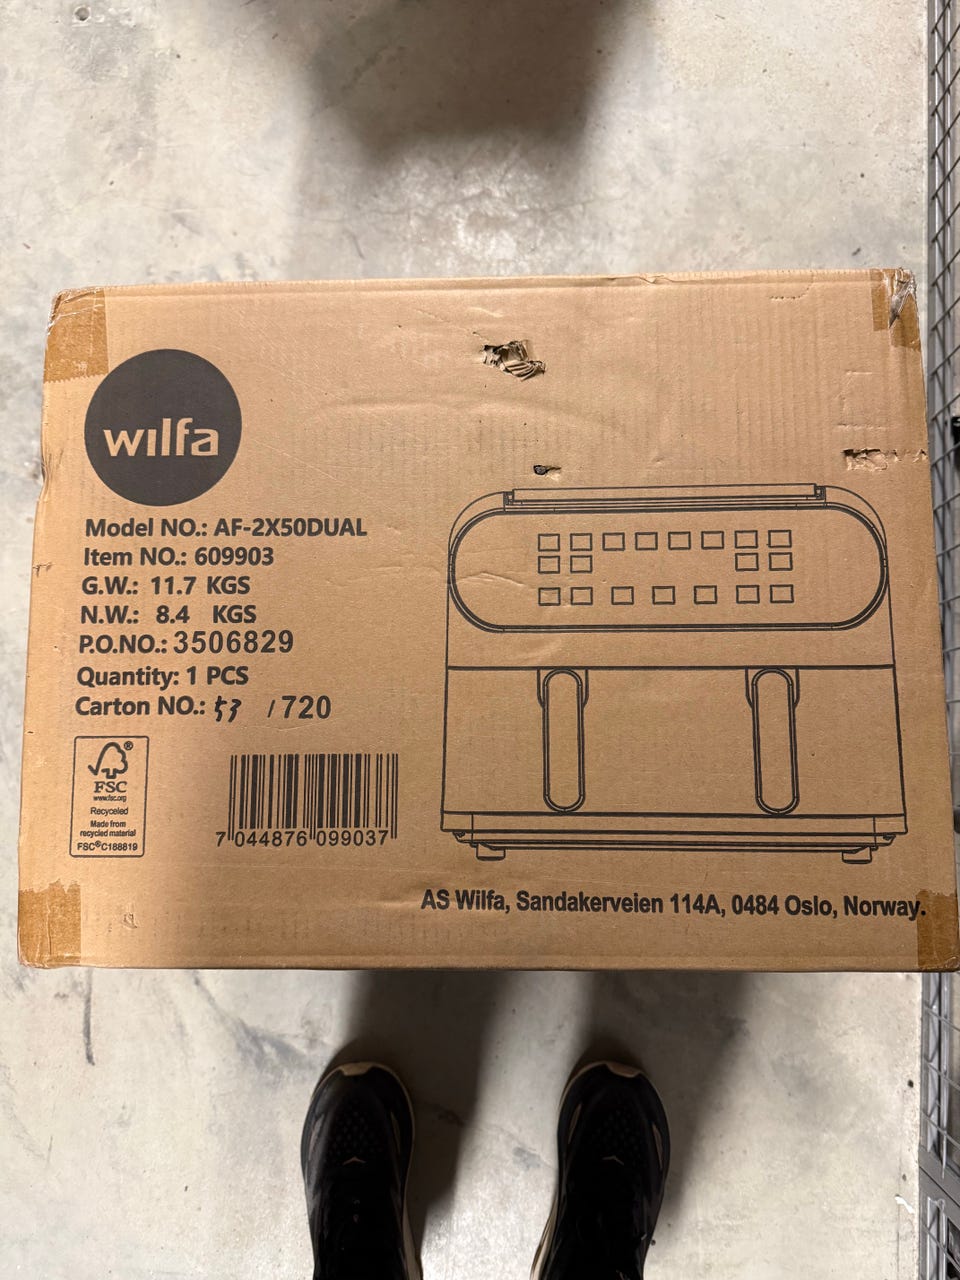 wilfa
Model NO.: AF-2X50DUAL
Item NO.: 609903
G.W.: 11.7 KGS
N.W.: 8.4 KGS
P.O.NO.: 3506829
Quantity: 1 PCS
Carton NO.: 53 / 720
FSC®
www.fsc.org
Recycled
Made from
recycled material
FSC®C188819
7 044876 099037
AS Wilfa, Sandakerveien 114A, 0484 Oslo, Norway.